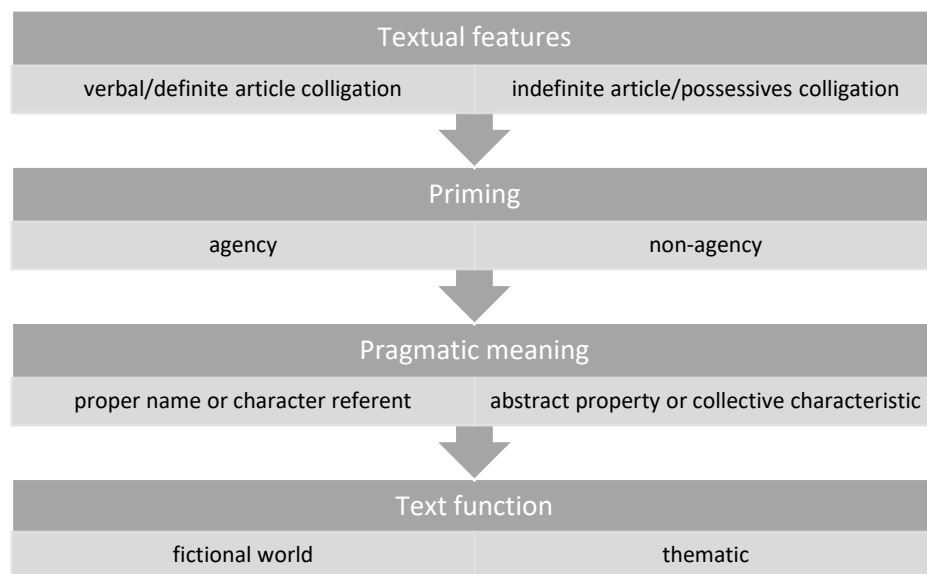 Textual features
verbal/definite article colligation
indefinite article/possessives colligation
Priming
agency
non-agency
Pragmatic meaning
proper name or character referent
abstract property or collective characteristic
Text function
fictional world
thematic